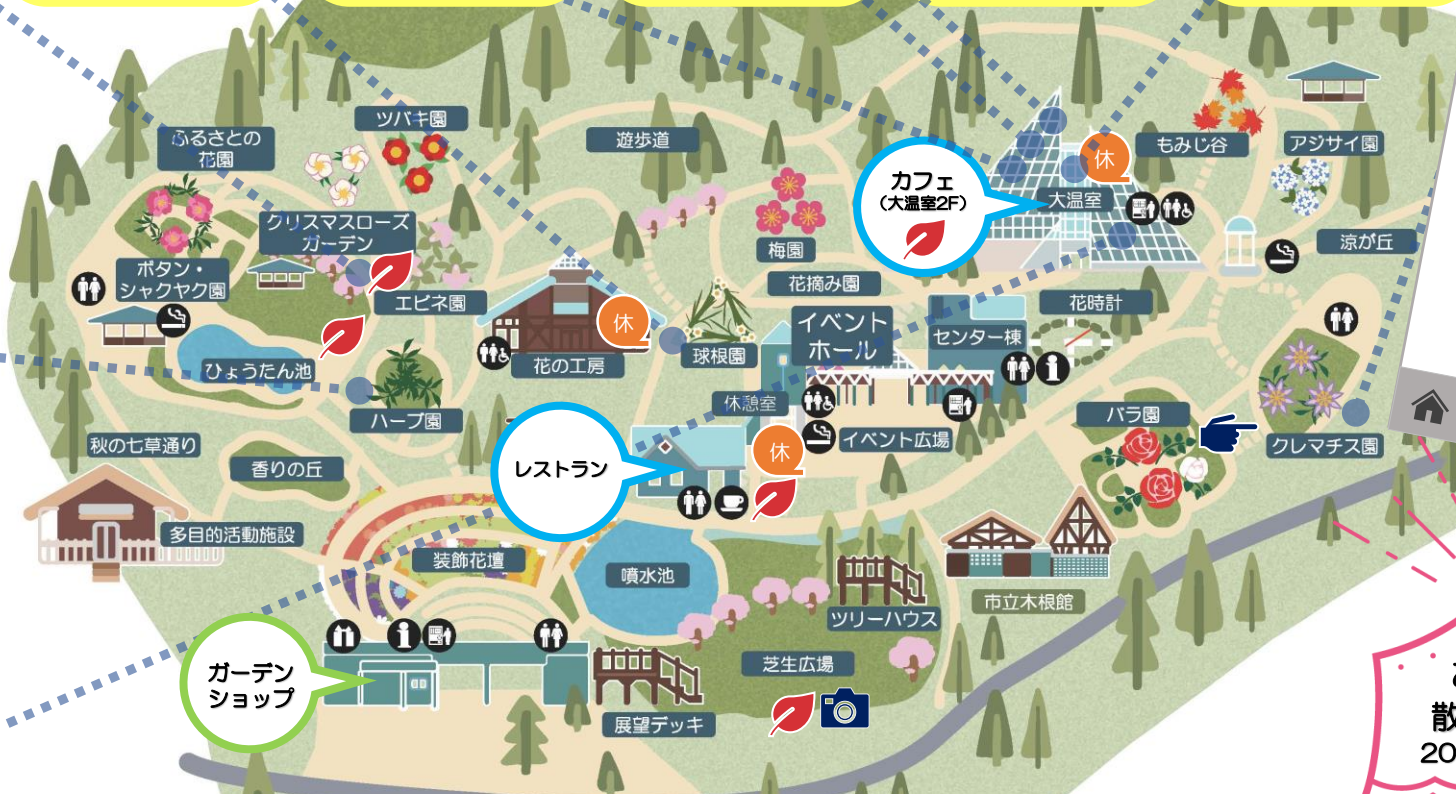 ツバキ園
ふるさとの
花園
遊歩道
もみじ谷
アジサイ園
休
カフェ
(大温室2F)
大温室
クリスマスローズ
ガーデン
梅園
涼が丘
ボタン・
シャクヤク園
エビネ園
花摘み園
花時計
休
イベント
ホール
センター棟
球根園
花の工房
ひょうたん池
休憩室
ハーブ園
バラ園
イベント広場
クレマチス園
秋の七草通り
休
レストラン
香りの丘
多目的活動施設
装飾花壇
噴水池
市立木根館
ツリーハウス
芝生広場
ガーデン
ショップ
展望デッキ
散
20